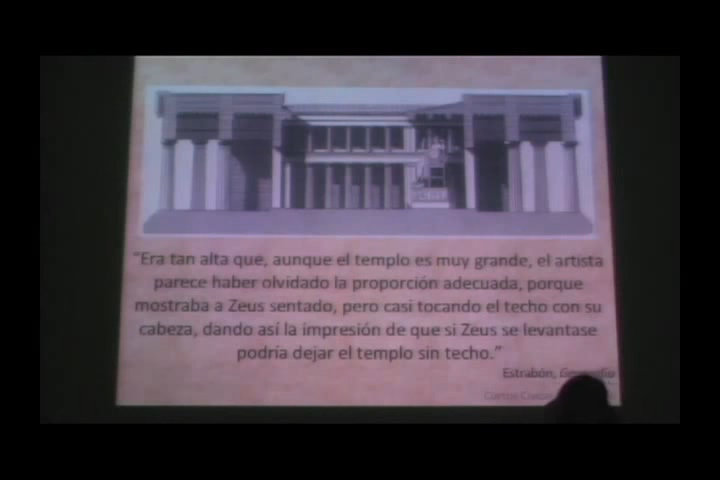 “Era tan alta que, aunque el templo es muy grande, el artista
parece haber olvidado la proporción adecuada, porque
mostraba a Zeus sentado, pero casi tocando el techo con su
cabeza, dando así la impresión de que si Zeus se levantase
podría dejar el templo sin techo.”
Estrabón,